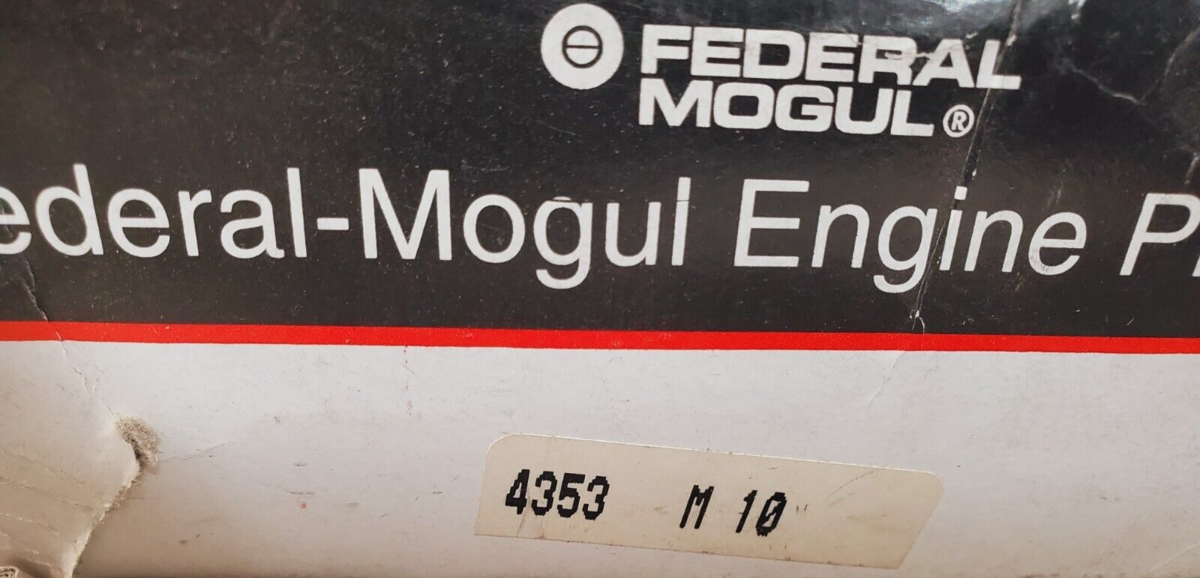 FEDERAL
MOGUL®
ederal-Mogul Engine P
4353 M 10